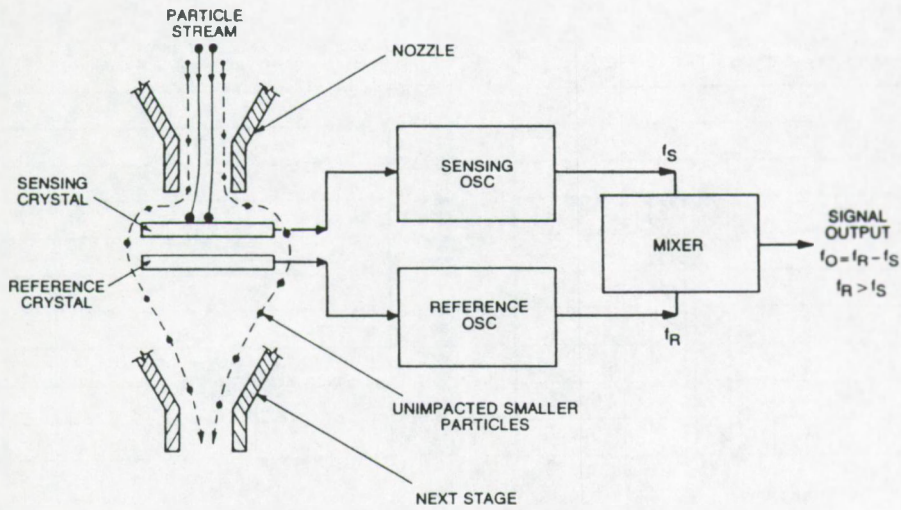 PARTICLE
STREAM
NOZZLE
SENSING
CRYSTAL
REFERENCE
CRYSTAL
SENSING
OSC
REFERENCE
OSC
fS
fR
MIXER
SIGNAL
OUTPUT
fO = fR – fS
fR > fS
UNIMPACTED SMALLER
PARTICLES
NEXT STAGE